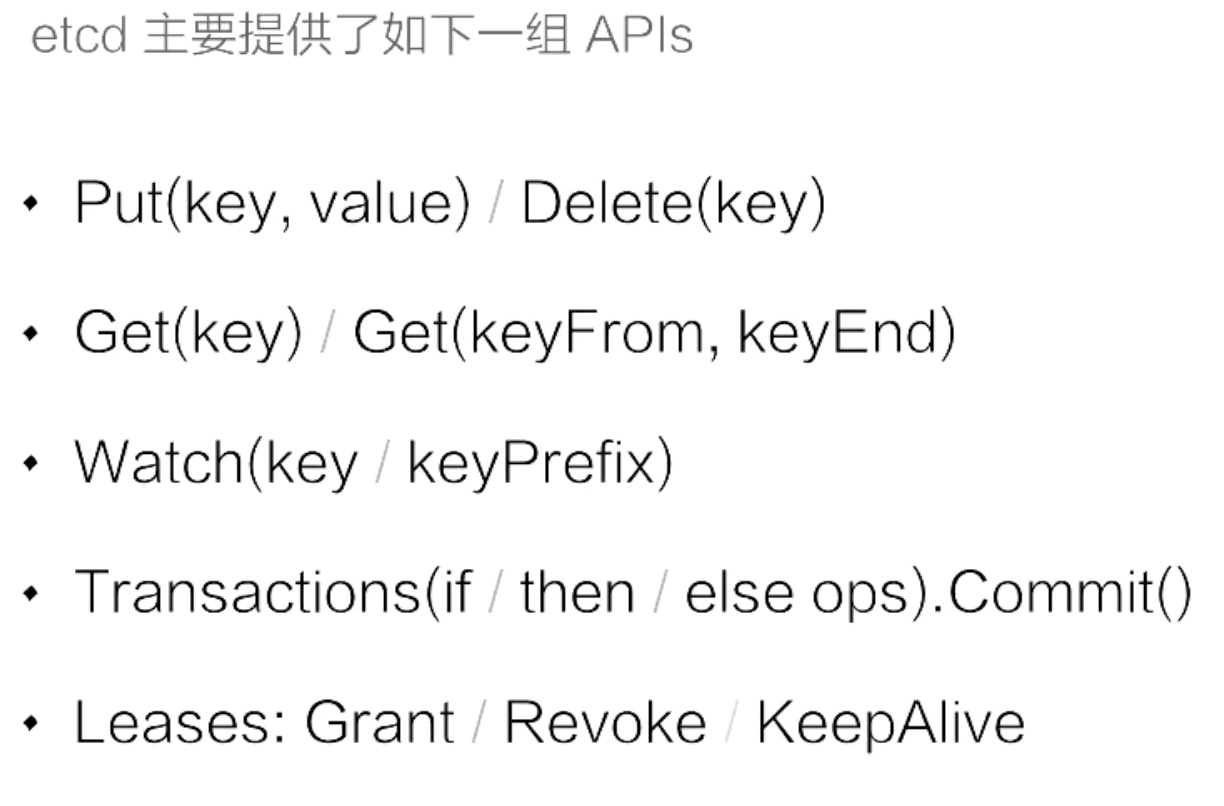 etcd 主要提供了如下一组 APIs
• Put(key, value) / Delete(key)
• Get(key) / Get(keyFrom, keyEnd)
• Watch(key / keyPrefix)
• Transactions(if / then / else ops).Commit()
• Leases: Grant / Revoke / KeepAlive